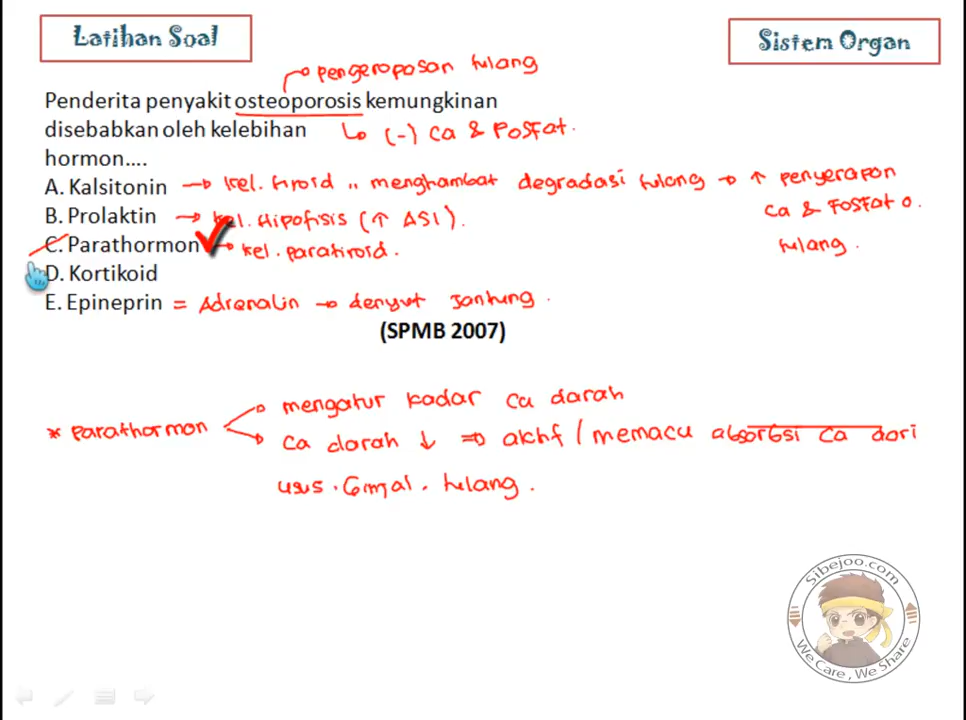 Latihan Soal
Sistem Organ
pengeroposan tulang
Penderita penyakit osteoporosis kemungkinan
disebabkan oleh kelebihan
(-) Ca & Posfat.
hormon....
A. Kalsitonin → kel. tiroid ,, menghambat degradasi tulang → ↑ penyerapan
Ca & Fosfat o.
tulang.
B. Prolaktin → kel. Hipofisis (↑ ASI).
C. Parathormon → kel. paratiroid.
D. Kortikoid
E. Epineprin = Adrenalin → denyut Jantung.
(SPMB 2007)
* parathormon
mengatur kadar Ca darah
Ca darah ↓ ⇒ aktif / memacu absorbsi Ca dari
usus. Ginjal. tulang.
Sibejoo.com
We Care, We Share